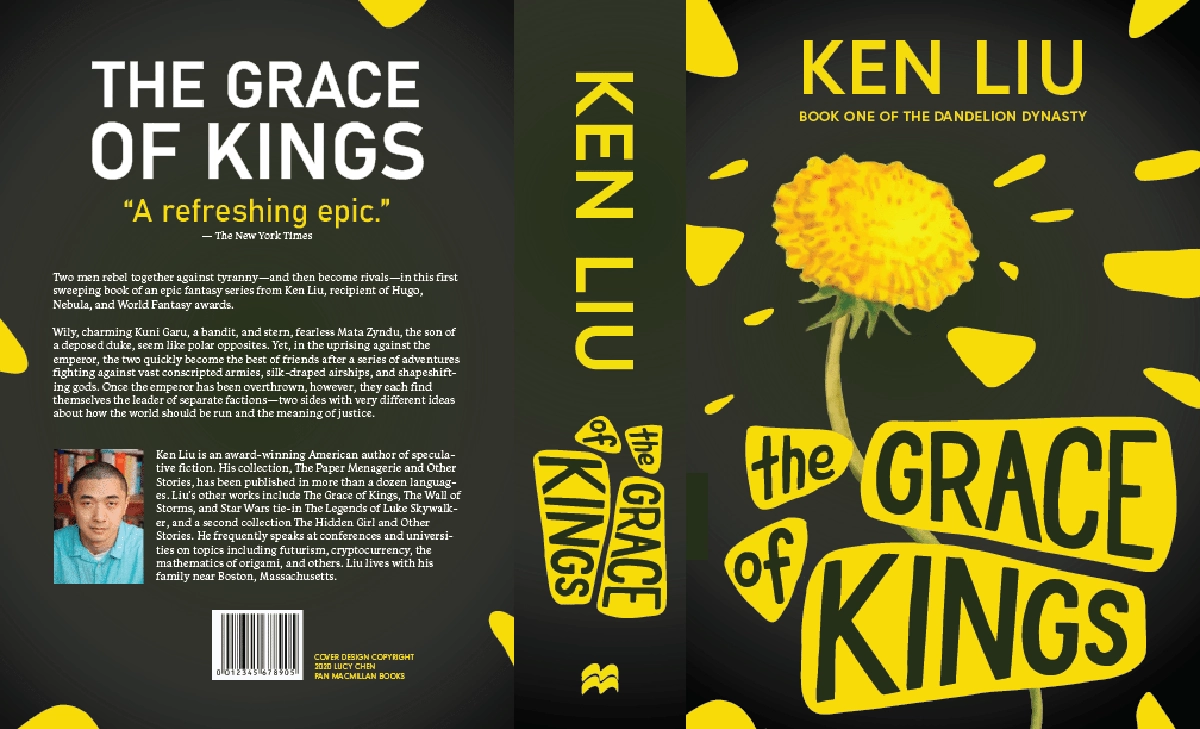 THE GRACE
OF KINGS
“A refreshing epic.”
— The New York Times
Two men rebel together against tyranny—and then become rivals—in this first
sweeping book of an epic fantasy series from Ken Liu, recipient of Hugo,
Nebula, and World Fantasy awards.
Wily, charming Kuni Garu, a bandit, and stern, fearless Mata Zyndu, the son of
a deposed duke, seem like polar opposites. Yet, in the uprising against the
emperor, the two quickly become the best of friends after a series of adventures
fighting against vast conscripted armies, silk-draped airships, and shapeshift-
ing gods. Once the emperor has been overthrown, however, they each find
themselves the leader of separate factions—two sides with very different ideas
about how the world should be run and the meaning of justice.
Ken Liu is an award-winning American author of specula-
tive fiction. His collection, The Paper Menagerie and Other
Stories, has been published in more than a dozen languag-
es. Liu's other works include The Grace of Kings, The Wall of
Storms, and Star Wars tie-in The Legends of Luke Skywalk-
er, and a second collection The Hidden Girl and Other
Stories. He frequently speaks at conferences and universi-
ties on topics including futurism, cryptocurrency, the
mathematics of origami, and others. Liu lives with his
family near Boston, Massachusetts.
0 012345 678905
COVER DESIGN COPYRIGHT
2020 LUCY CHEN
PAN MACMILLAN BOOKS
KEN LIU
the GRACE
of KINGS
KEN LIU
BOOK ONE OF THE DANDELION DYNASTY
the GRACE
of KINGS